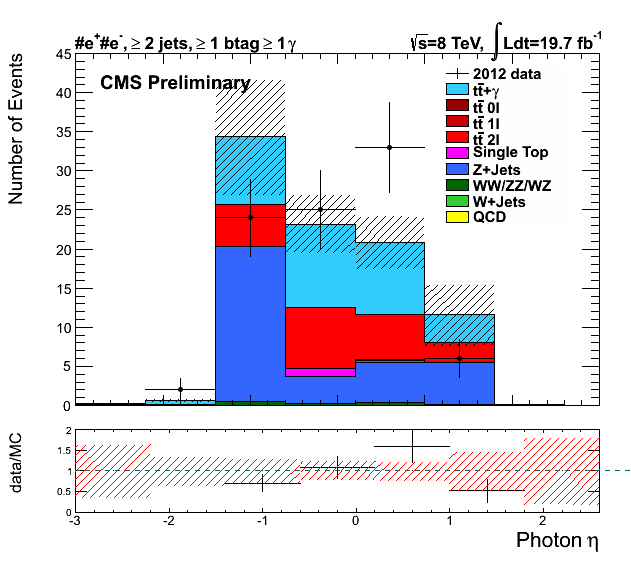 #e⁺#e⁻, ≥ 2 jets, ≥ 1 btag ≥ 1 γ √s=8 TeV, ∫Ldt=19.7 fb⁻¹
CMS Preliminary
2012 data
tt̄+γ
tt̄ 0l
tt̄ 1l
tt̄ 2l
Single Top
Z+Jets
WW/ZZ/WZ
W+Jets
QCD
Number of Events
45
40
35
30
25
20
15
10
5
0
data/MC
2
1.5
1
0.5
0
-3 -2 -1 0 1 2
Photon η